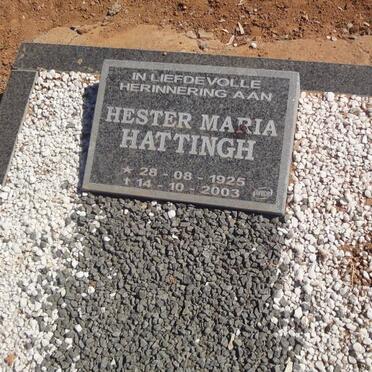 IN LIEFDEVOLLE
HERINNERING AAN
HESTER MARIA
HATTINGH
* 28 - 08 - 1925
† 14 - 10 - 2003